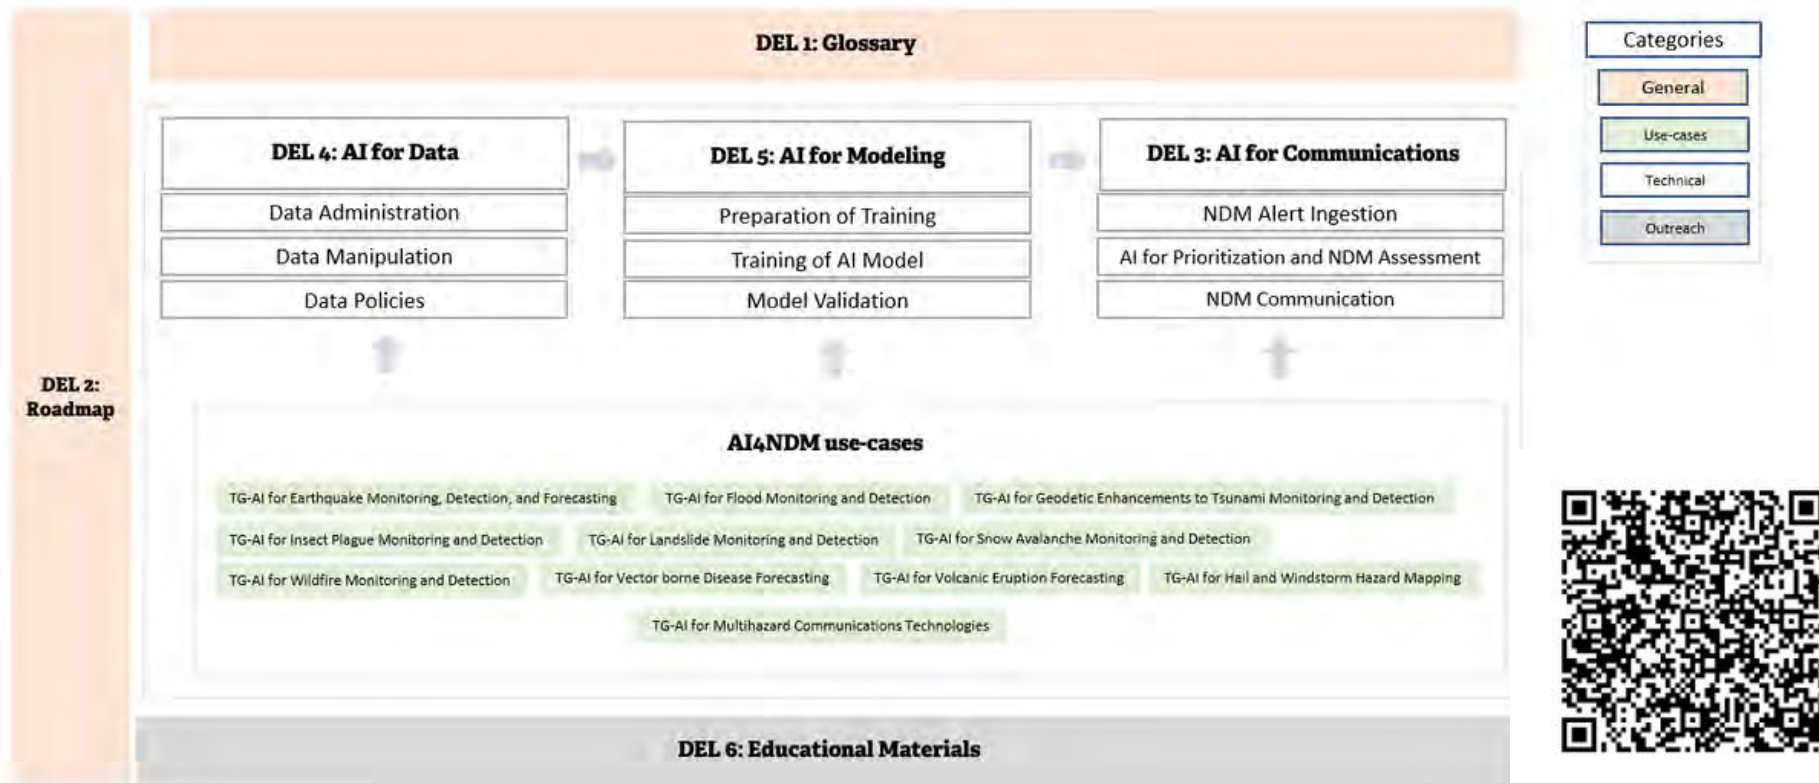 DEL 1: Glossary
DEL 2:
Roadmap
DEL 4: AI for Data
Data Administration
Data Manipulation
Data Policies
DEL 5: AI for Modeling
Preparation of Training
Training of AI Model
Model Validation
DEL 3: AI for Communications
NDM Alert Ingestion
AI for Prioritization and NDM Assessment
NDM Communication
AI4NDM use-cases
TG-AI for Earthquake Monitoring, Detection, and Forecasting
TG-AI for Flood Monitoring and Detection
TG-AI for Geodetic Enhancements to Tsunami Monitoring and Detection
TG-AI for Insect Plague Monitoring and Detection
TG-AI for Landslide Monitoring and Detection
TG-AI for Snow Avalanche Monitoring and Detection
TG-AI for Wildfire Monitoring and Detection
TG-AI for Vector borne Disease Forecasting
TG-AI for Volcanic Eruption Forecasting
TG-AI for Hail and Windstorm Hazard Mapping
TG-AI for Multihazard Communications Technologies
DEL 6: Educational Materials
Categories
General
Use-cases
Technical
Outreach